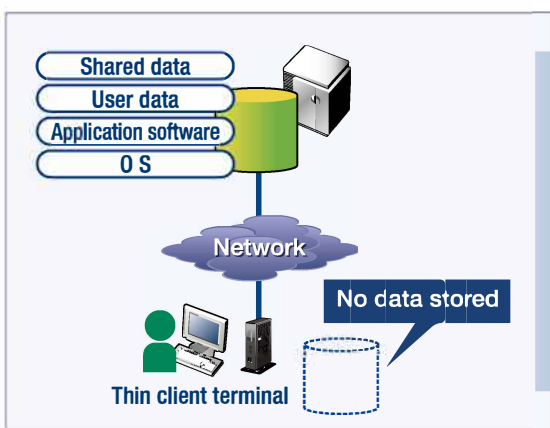 Shared data
User data
Application software
O S
Network
No data stored
Thin client terminal